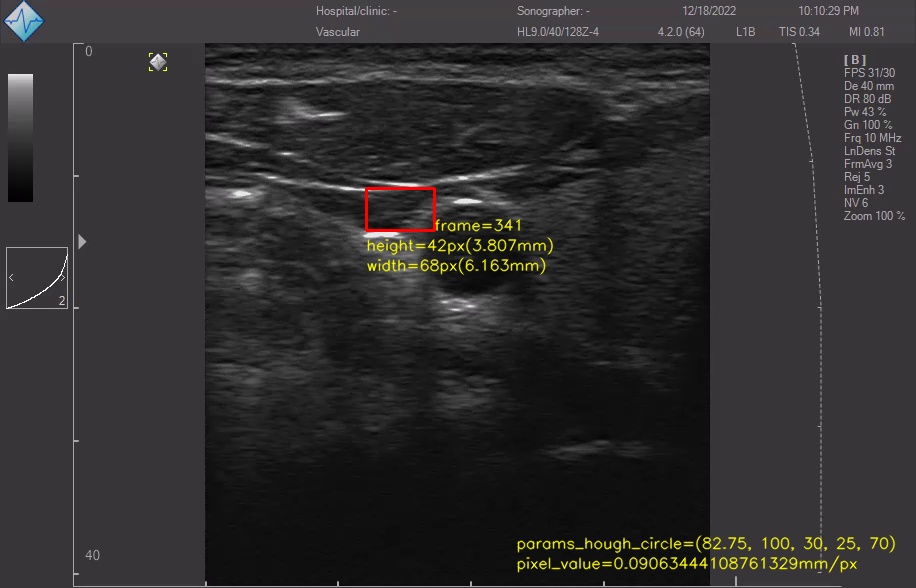 Hospital/clinic: - Sonographer: - 12/18/2022 10:10:29 PM
Vascular HL9.0/40/128Z-4 4.2.0 (64) L1B TIS 0.34 MI 0.81
0
[ B ]
FPS 31/30
De 40 mm
DR 80 dB
Pw 43 %
Gn 100 %
Frq 10 MHz
LnDens St
FrmAvg 3
Rej 5
ImEnh 3
NV 6
Zoom 100 %
frame=341
height=42px(3.807mm)
width=68px(6.163mm)
2
params_hough_circle=(82.75, 100, 30, 25, 70)
40
pixel_value=0.09063444108761329mm/px